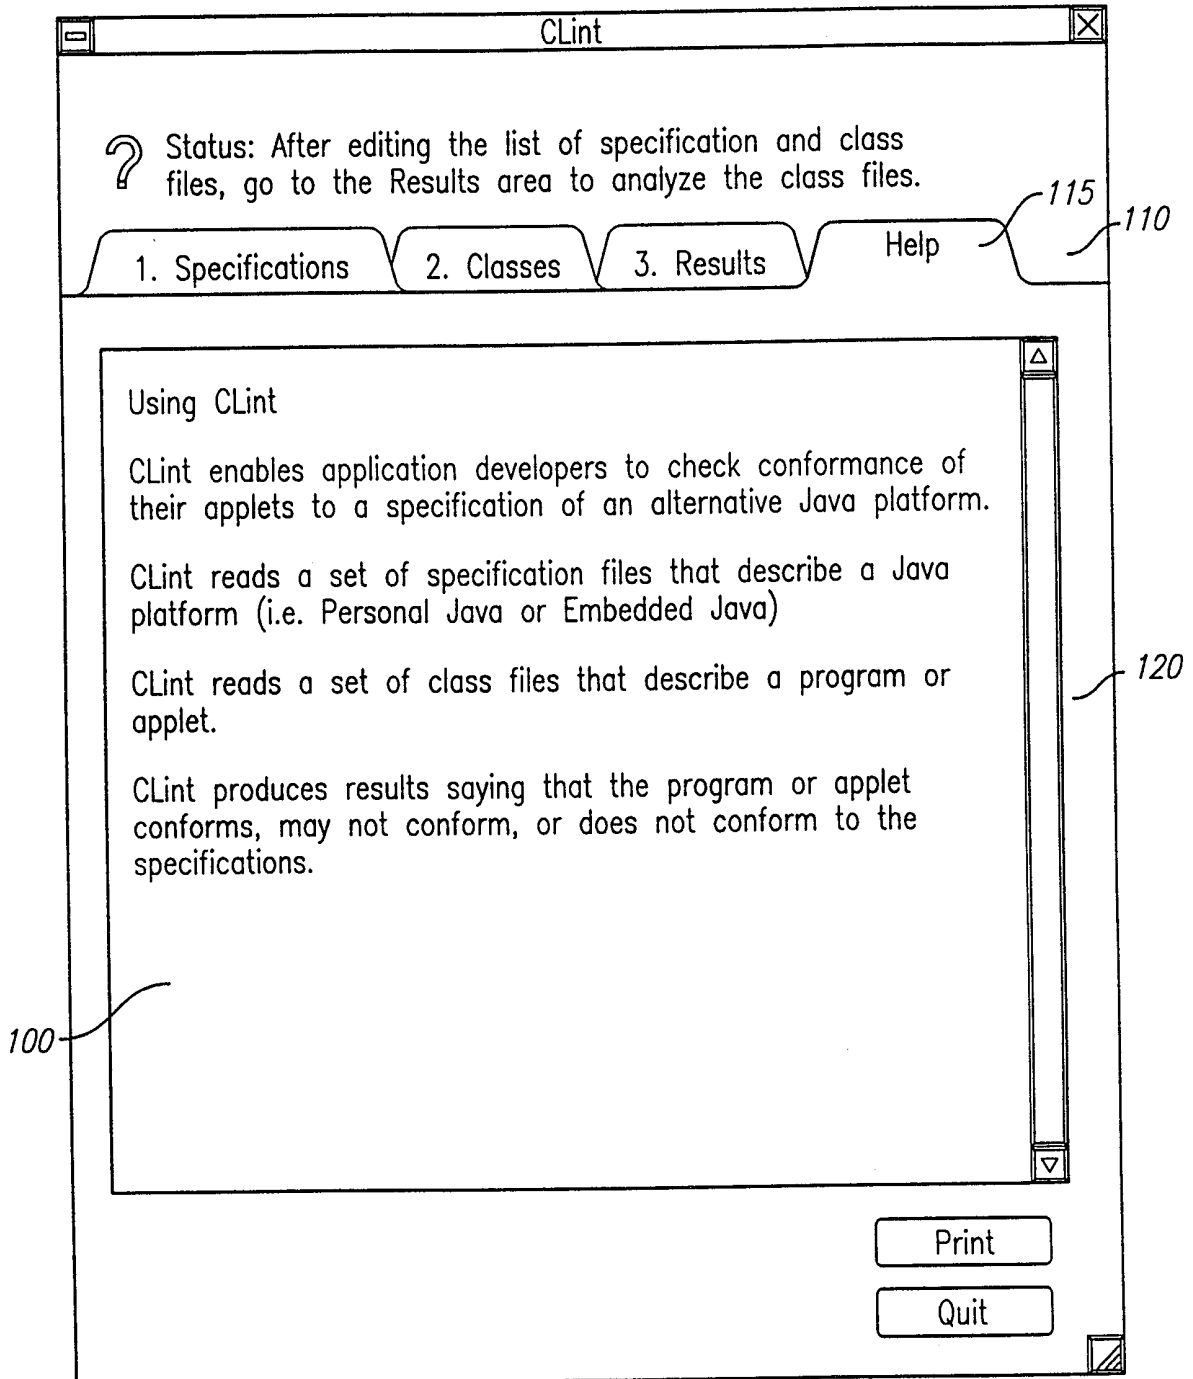 CLint
Status: After editing the list of specification and class
files, go to the Results area to analyze the class files.
115
110
1. Specifications
2. Classes
3. Results
Help
Using CLint
CLint enables application developers to check conformance of
their applets to a specification of an alternative Java platform.
CLint reads a set of specification files that describe a Java
platform (i.e. Personal Java or Embedded Java)
CLint reads a set of class files that describe a program or
applet.
120
CLint produces results saying that the program or applet
conforms, may not conform, or does not conform to the
specifications.
100
Print
Quit